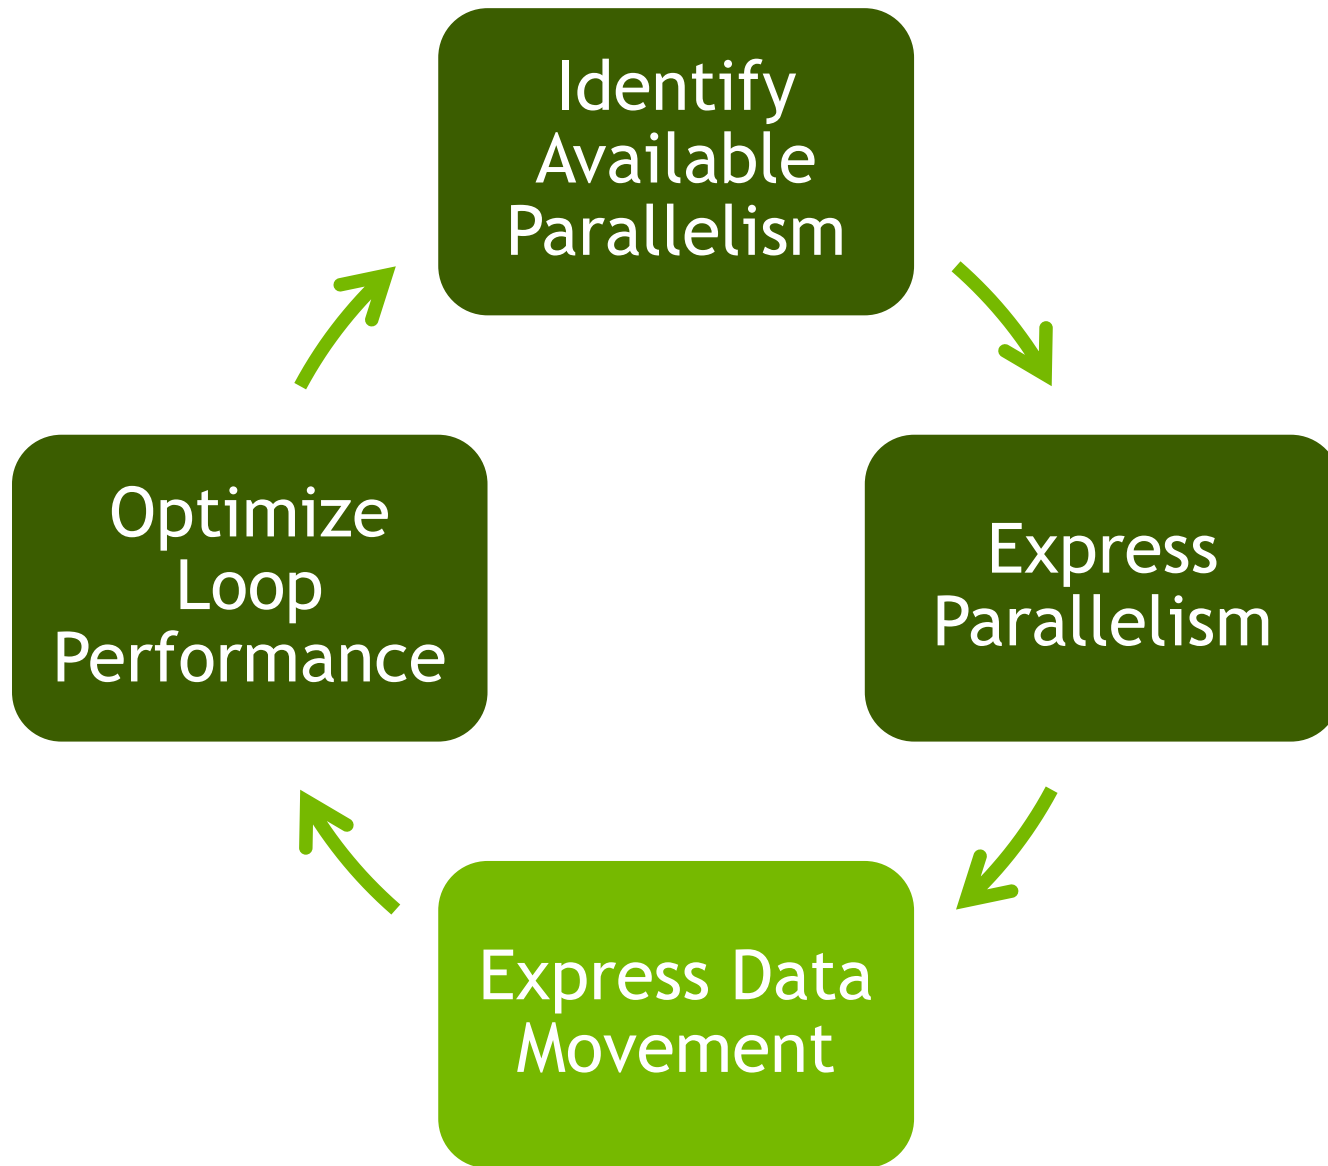 Identify
Available
Parallelism
Express
Parallelism
Express Data
Movement
Optimize
Loop
Performance